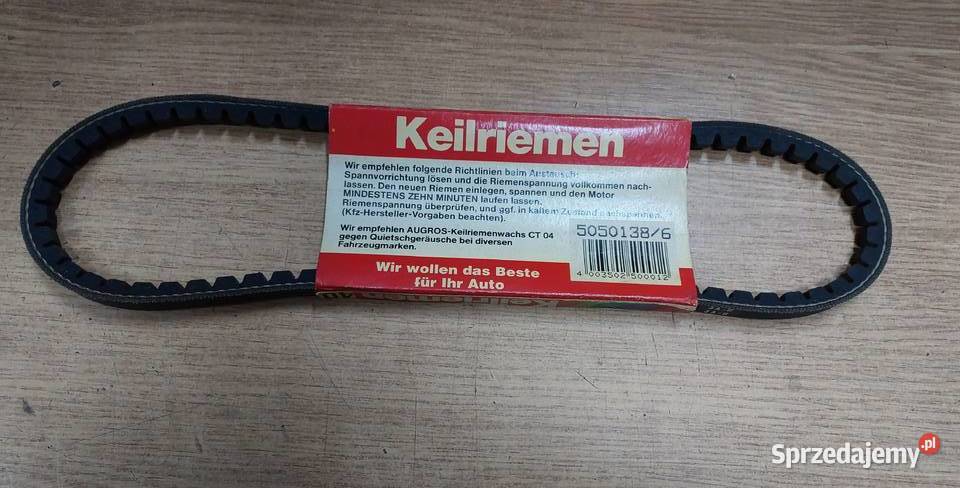 Keilriemen
Wir empfehlen folgende Richtlinien beim Austausch:
Spannvorrichtung lösen und die Riemenspannung vollkommen nach-
lassen. Den neuen Riemen einlegen, spannen und den Motor
MINDESTENS ZEHN MINUTEN laufen lassen.
Riemenspannung überprüfen, und ggf. in kaltem Zustand nachspannen.
(Kfz-Hersteller-Vorgaben beachten).
Wir empfehlen AUGROS-Keilriemenwachs CT 04
gegen Quietschgeräusche bei diversen
Fahrzeugmarken.
5050138/6
4 003502 500012
Wir wollen das Beste
für Ihr Auto
Keilriemen
Sprzedajemy.pl